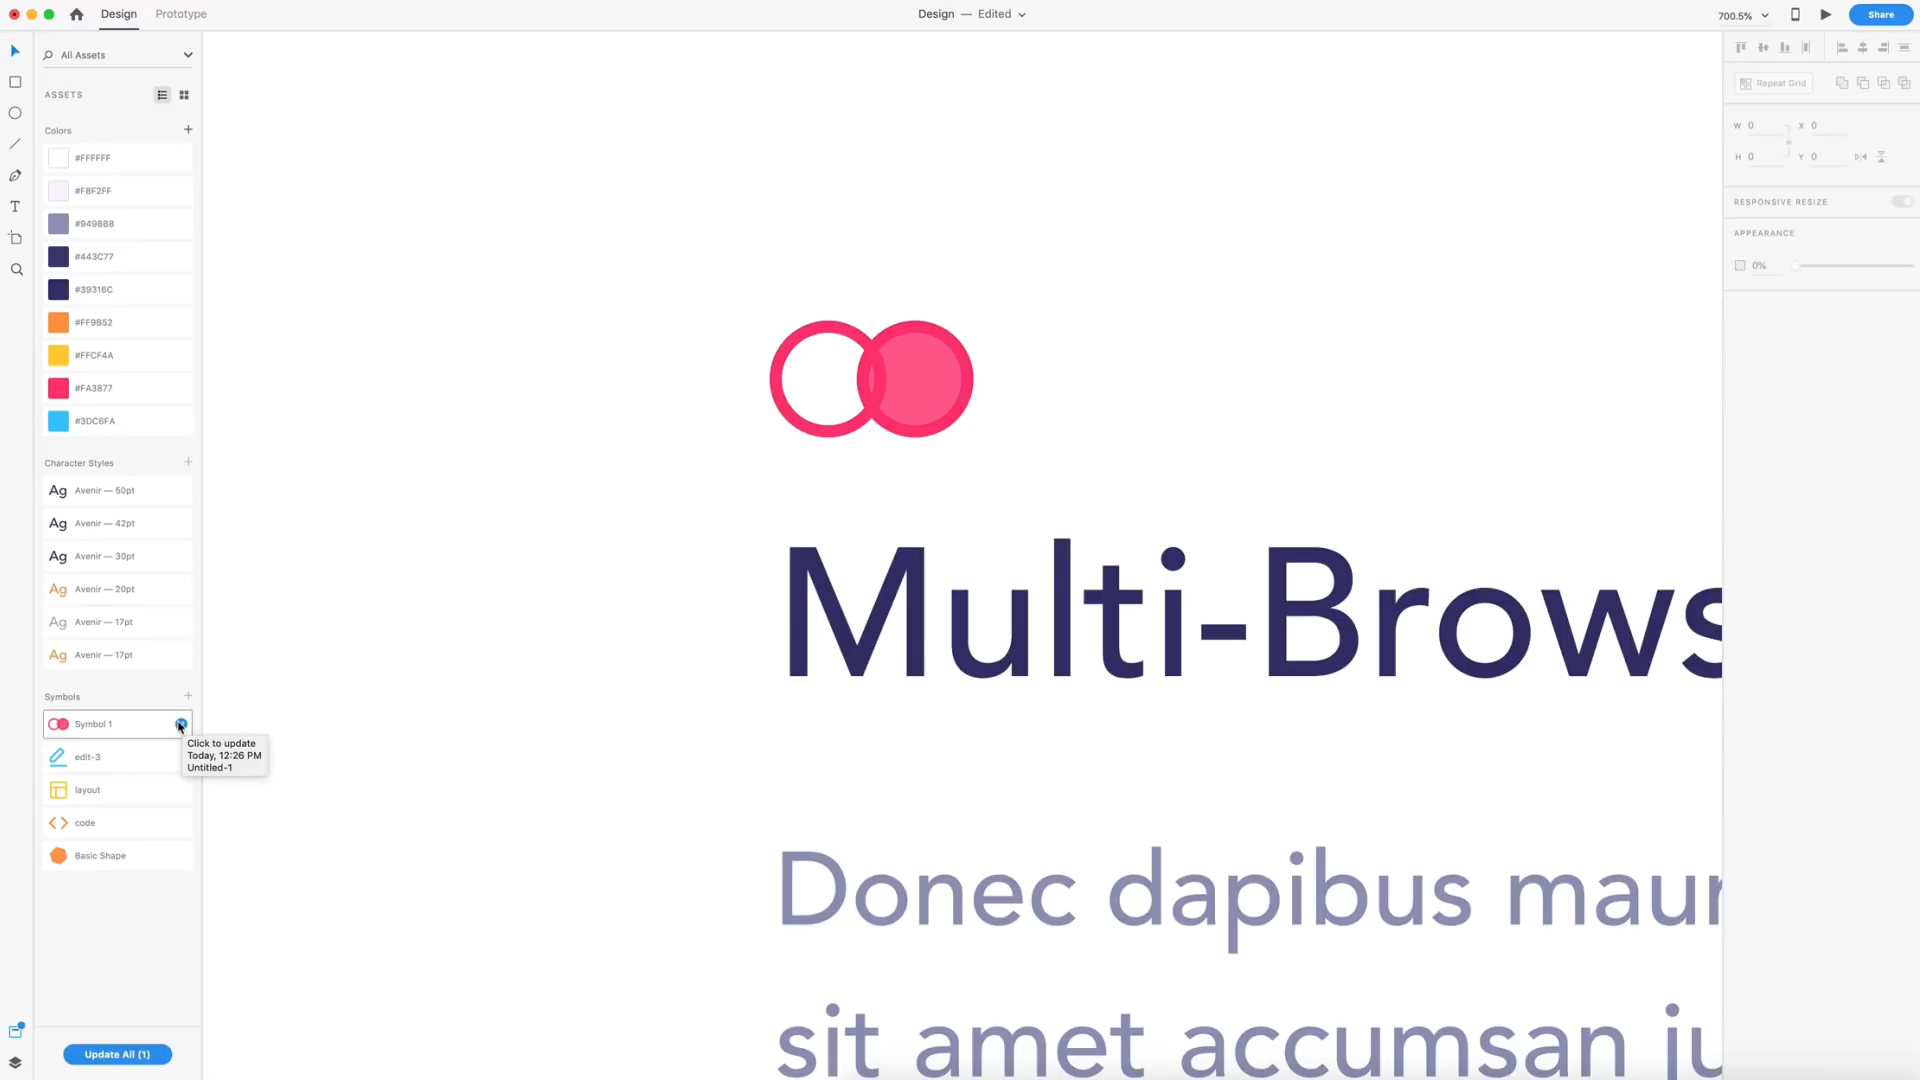 Design
Prototype
Design — Edited
700.5%
Share
All Assets
ASSETS
Colors
#FFFFFF
#F8F2FF
#9498B8
#443C77
#39316C
#FF9B52
#FFCF4A
#FA3877
#3DC6FA
Character Styles
Ag Avenir — 50pt
Ag Avenir — 42pt
Ag Avenir — 30pt
Ag Avenir — 20pt
Ag Avenir — 17pt
Ag Avenir — 17pt
Symbols
Symbol 1
Click to update
Today, 12:26 PM
Untitled-1
edit-3
layout
code
Basic Shape
Update All (1)
Multi-Brows
Donec dapibus maur
sit amet accumsan ju
Repeat Grid
W 0 X 0
H 0 Y 0
RESPONSIVE RESIZE
APPEARANCE
0%